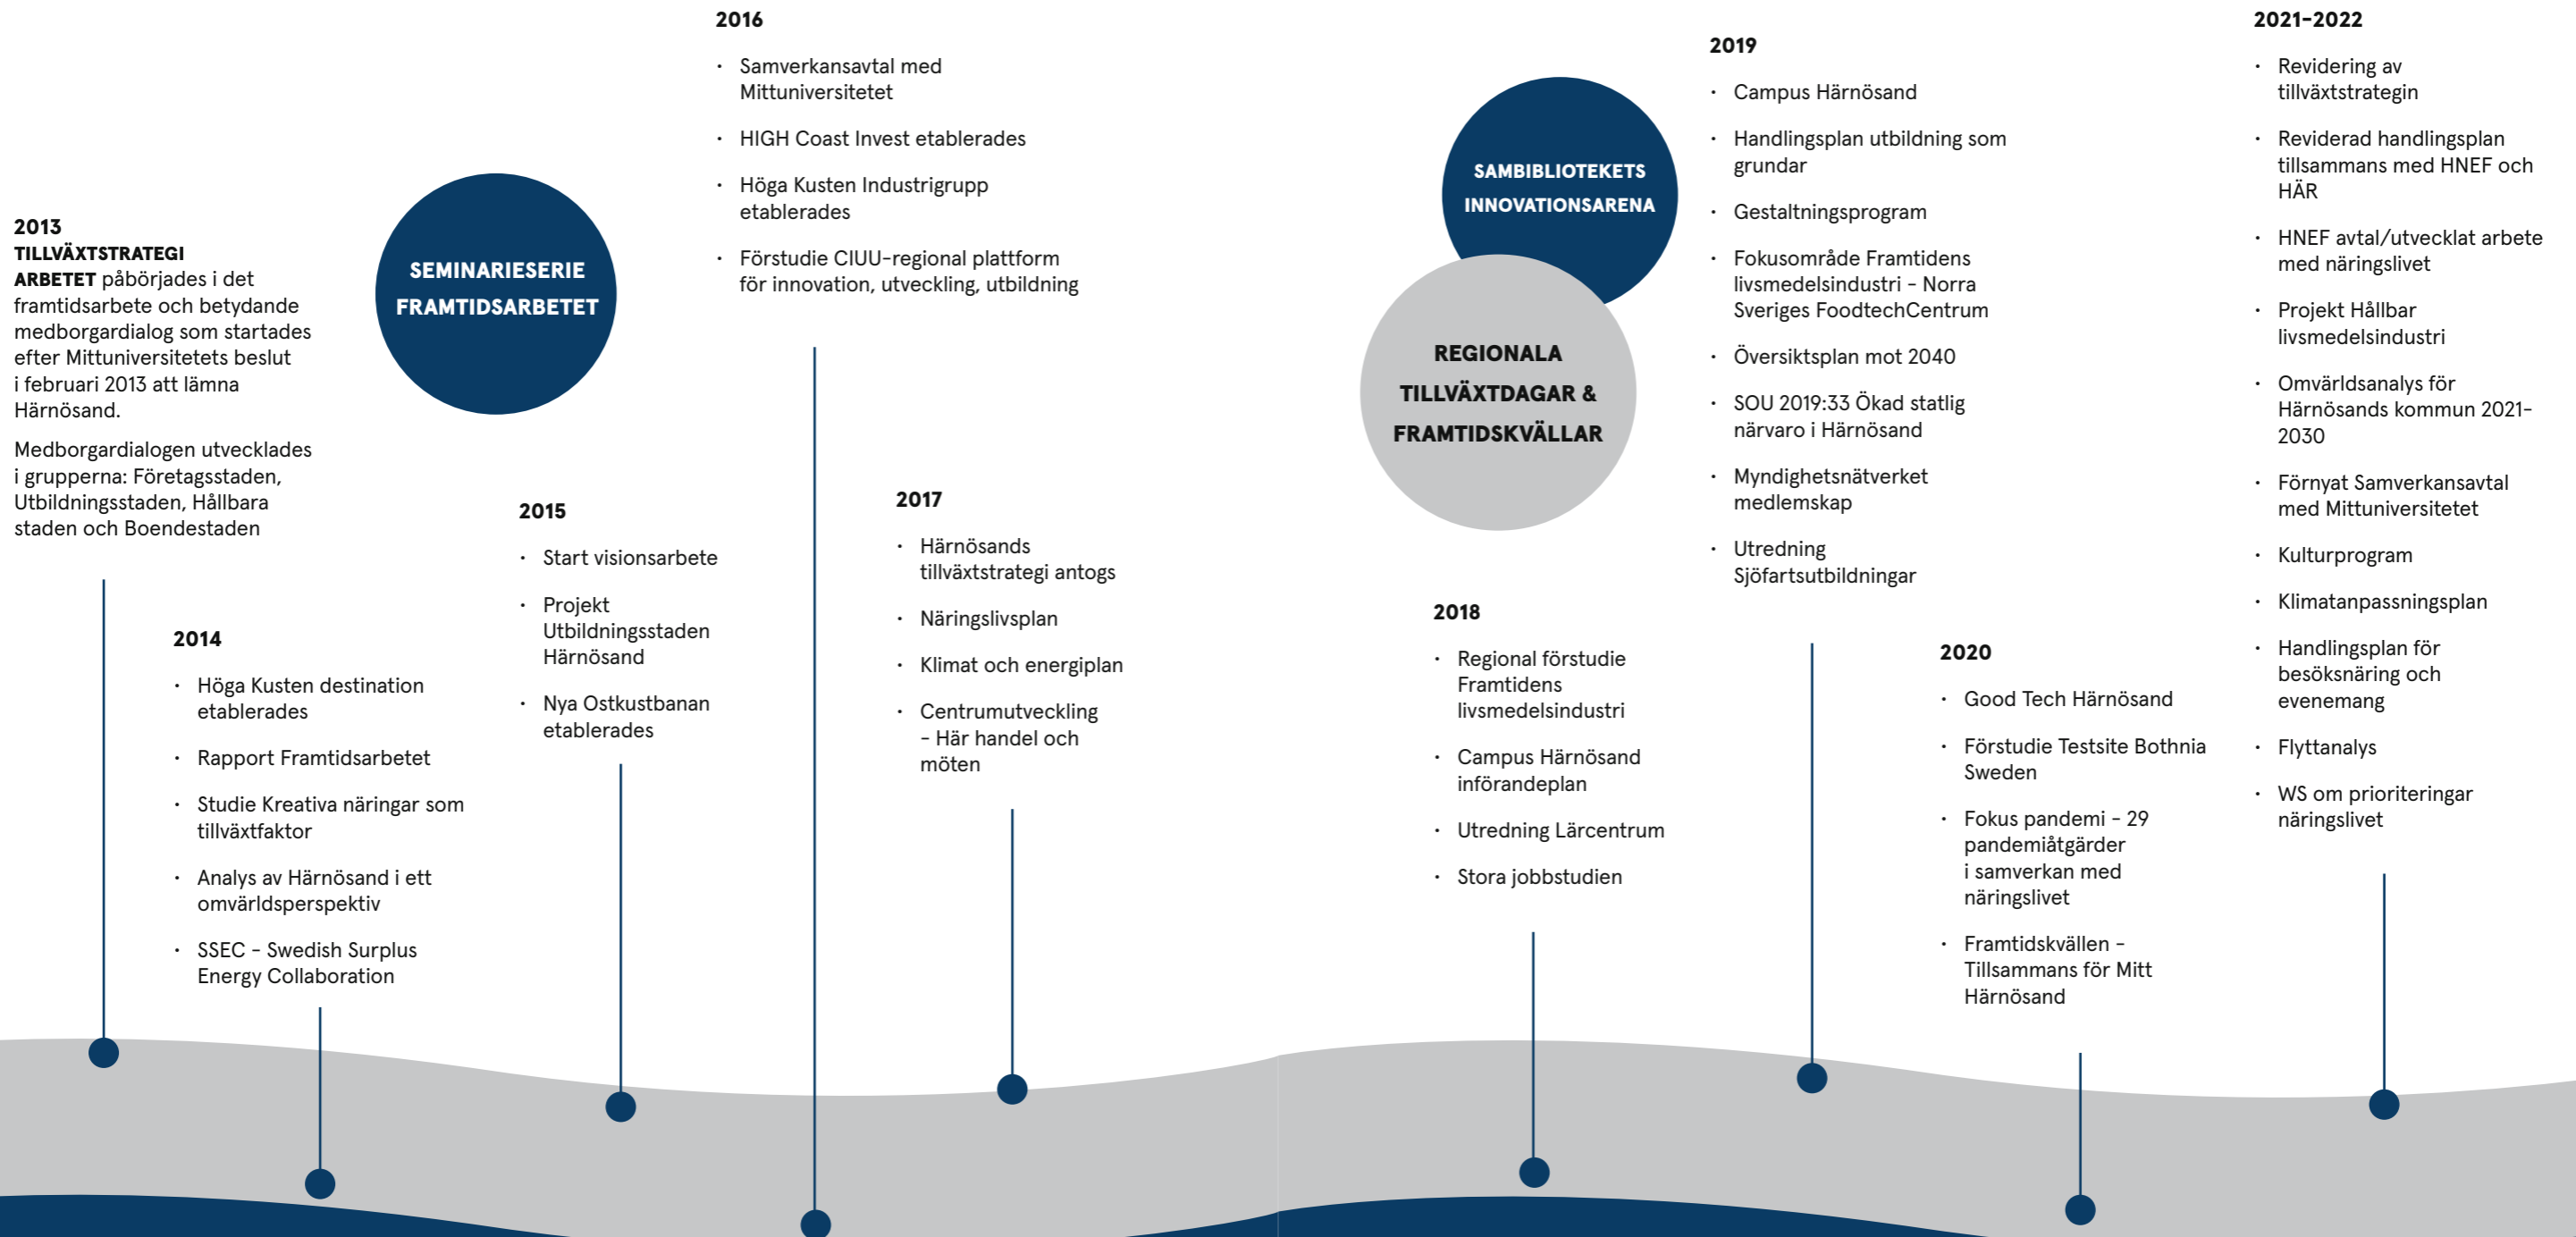 2013
TILLVÄXTSTRATEGI
ARBETET påbörjades i det
framtidsarbete och betydande
medborgardialog som startades
efter Mittuniversitetets beslut
i februari 2013 att lämna
Härnösand.
Medborgardialogen utvecklades
i grupperna: Företagsstaden,
Utbildningsstaden, Hållbara
staden och Boendestaden
2014
· Höga Kusten destination
etablerades
· Rapport Framtidsarbetet
· Studie Kreativa näringar som
tillväxtfaktor
· Analys av Härnösand i ett
omvärldsperspektiv
· SSEC - Swedish Surplus
Energy Collaboration
SEMINARIESERIE
FRAMTIDSARBETET
2015
· Start visionsarbete
· Projekt
Utbildningsstaden
Härnösand
· Nya Ostkustbanan
etablerades
2016
· Samverkansavtal med
Mittuniversitetet
· HIGH Coast Invest etablerades
· Höga Kusten Industrigrupp
etablerades
· Förstudie CIUU-regional plattform
för innovation, utveckling, utbildning
2017
· Härnösands
tillväxtstrategi antogs
· Näringslivsplan
· Klimat och energiplan
· Centrumutveckling
- Här handel och
möten
SAMBIBLIOTEKETS
INNOVATIONSARENA
REGIONALA
TILLVÄXTDAGAR &
FRAMTIDSKVÄLLAR
2018
· Regional förstudie
Framtidens
livsmedelsindustri
· Campus Härnösand
införandeplan
· Utredning Lärcentrum
· Stora jobbstudien
2019
· Campus Härnösand
· Handlingsplan utbildning som
grundar
· Gestaltningsprogram
· Fokusområde Framtidens
livsmedelsindustri - Norra
Sveriges FoodtechCentrum
· Översiktsplan mot 2040
· SOU 2019:33 Ökad statlig
närvaro i Härnösand
· Myndighetsnätverket
medlemskap
· Utredning
Sjöfartsutbildningar
2020
· Good Tech Härnösand
· Förstudie Testsite Bothnia
Sweden
· Fokus pandemi - 29
pandemiåtgärder
i samverkan med
näringslivet
· Framtidskvällen -
Tillsammans för Mitt
Härnösand
2021-2022
· Revidering av
tillväxtstrategin
· Reviderad handlingsplan
tillsammans med HNEF och
HÄR
· HNEF avtal/utvecklat arbete
med näringslivet
· Projekt Hållbar
livsmedelsindustri
· Omvärldsanalys för
Härnösands kommun 2021-
2030
· Förnyat Samverkansavtal
med Mittuniversitetet
· Kulturprogram
· Klimatanpassningsplan
· Handlingsplan för
besöksnäring och
evenemang
· Flyttanalys
· WS om prioriteringar
näringslivet